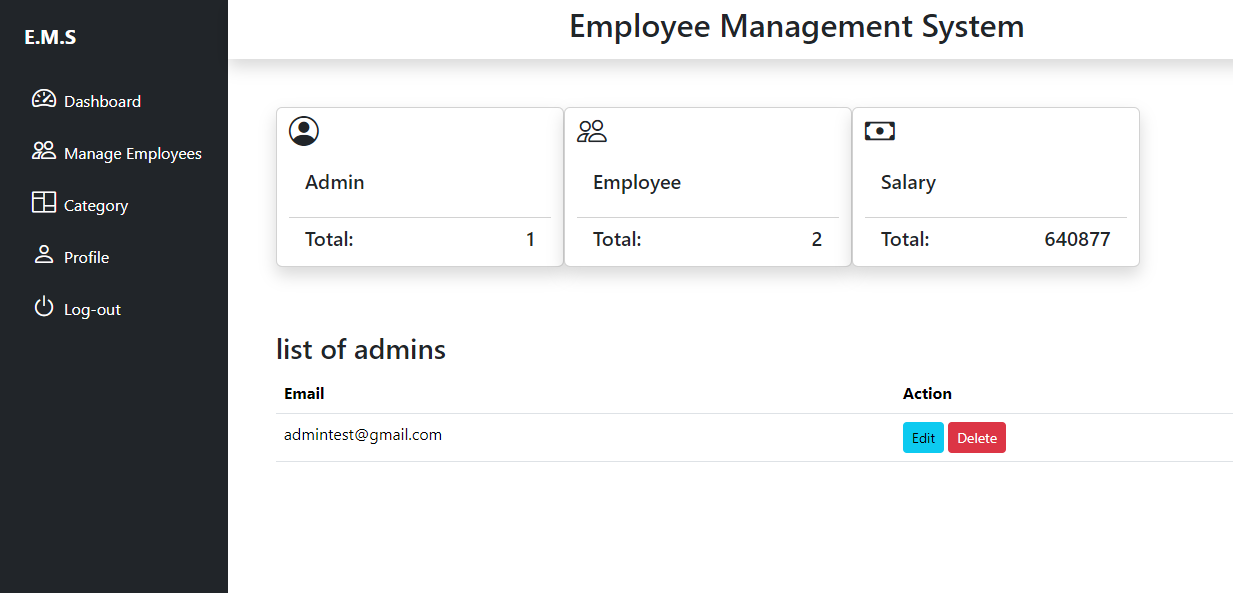 E.M.S
Dashboard
Manage Employees
Category
Profile
Log-out
Employee Management System
Admin
Total: 1
Employee
Total: 2
Salary
Total: 640877
list of admins
Email Action
admintest@gmail.com Edit Delete